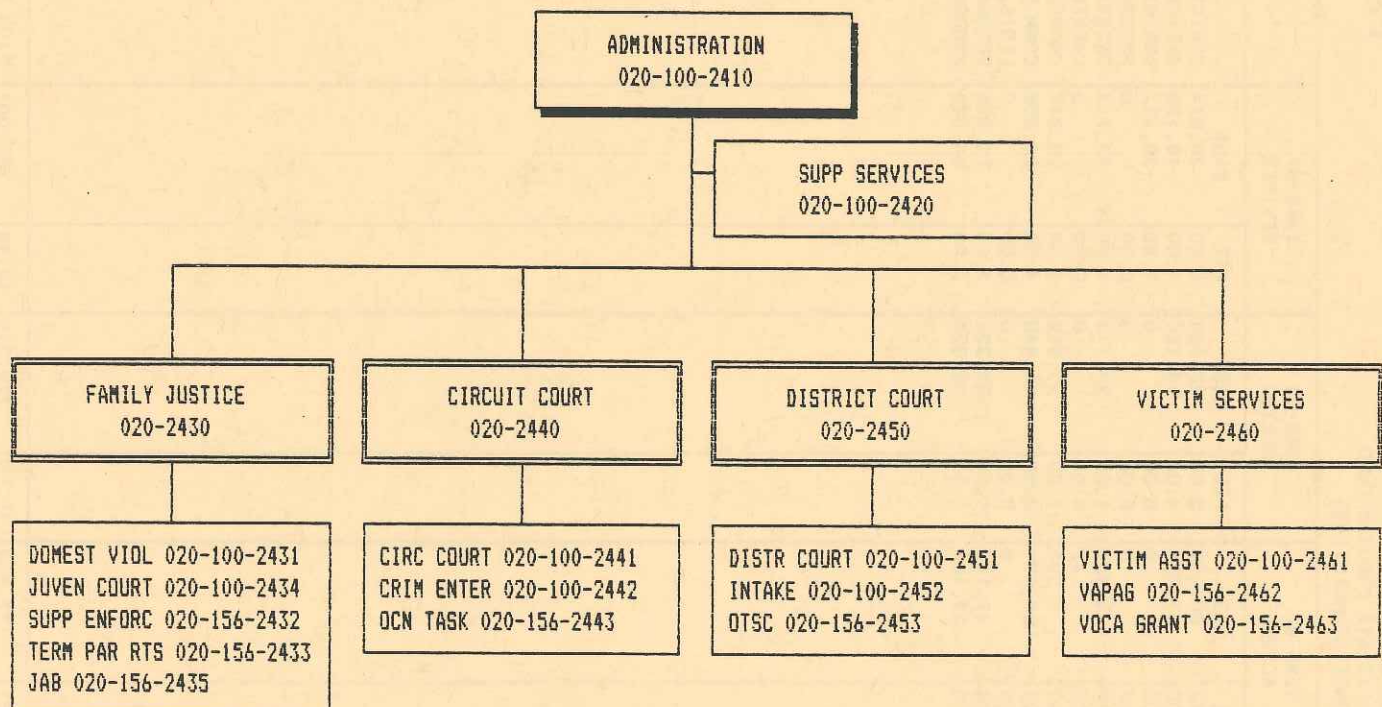 ADMINISTRATION
020-100-2410
SUPP SERVICES
020-100-2420
FAMILY JUSTICE
020-2430
CIRCUIT COURT
020-2440
DISTRICT COURT
020-2450
VICTIM SERVICES
020-2460
DOMEST VIOL 020-100-2431
JUVEN COURT 020-100-2434
SUPP ENFORC 020-156-2432
TERM PAR RTS 020-156-2433
JAB 020-156-2435
CIRC COURT 020-100-2441
CRIM ENTER 020-100-2442
OCN TASK 020-156-2443
DISTR COURT 020-100-2451
INTAKE 020-100-2452
OTSC 020-156-2453
VICTIM ASST 020-100-2461
VAPAG 020-156-2462
VOCA GRANT 020-156-2463